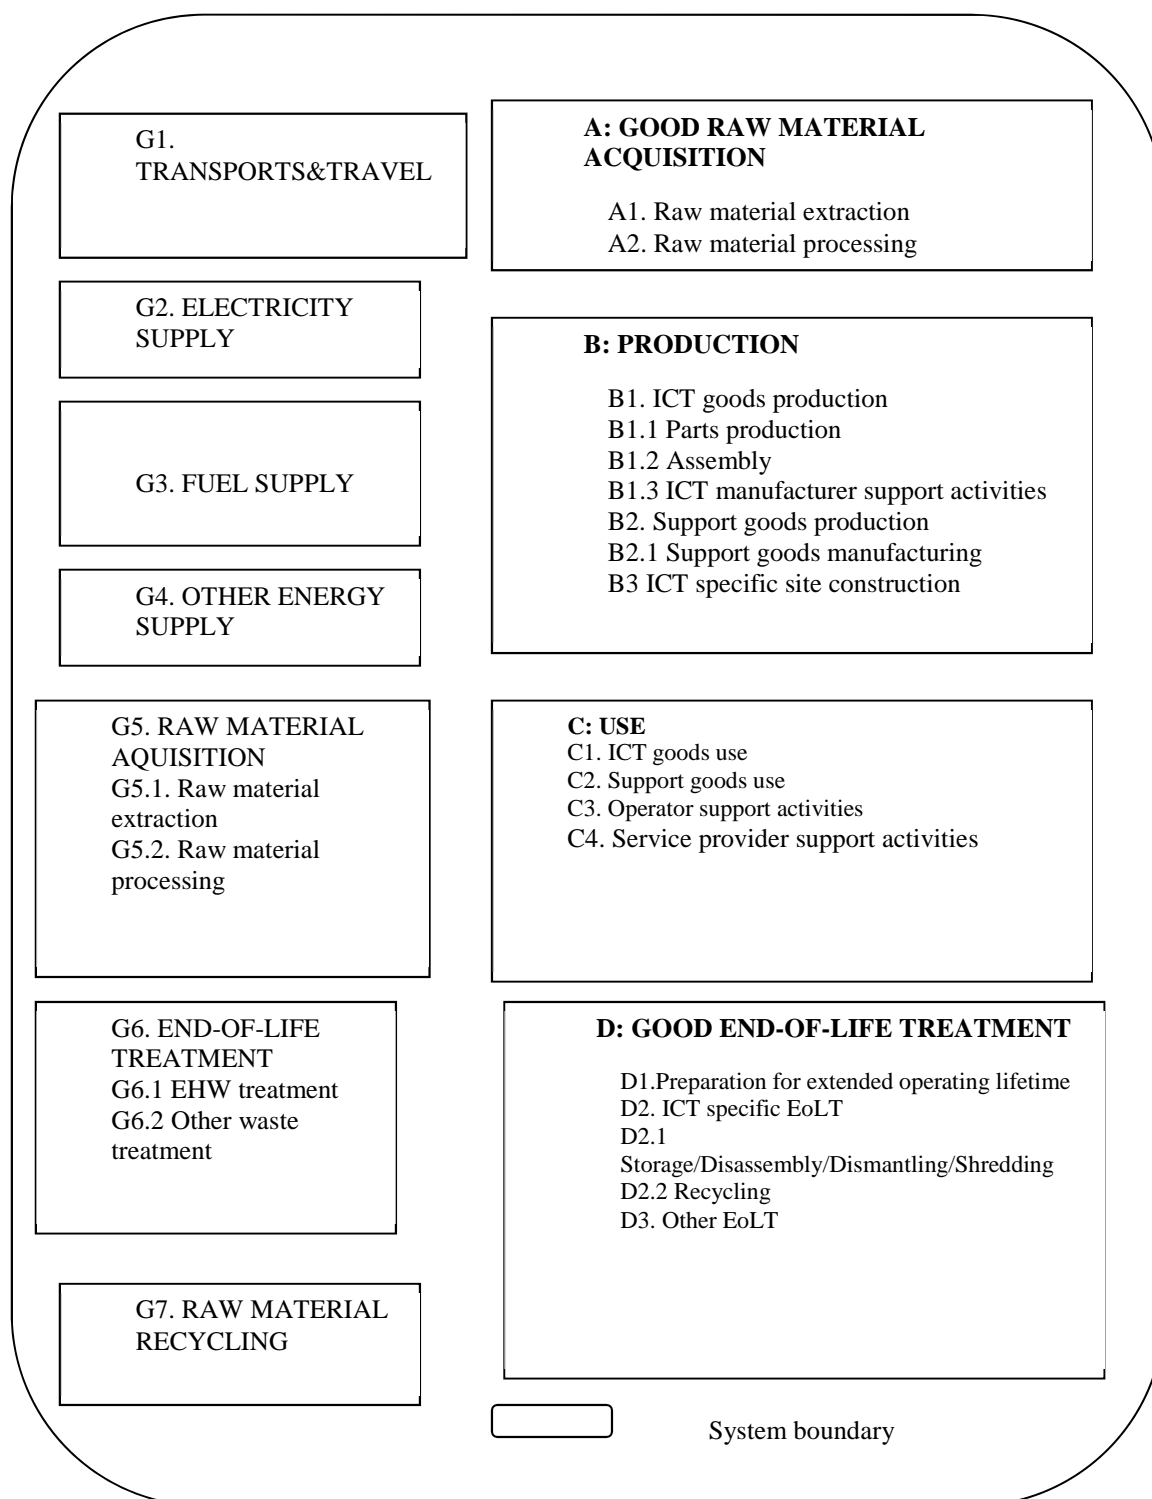 G1.
TRANSPORTS&TRAVEL
G2. ELECTRICITY
SUPPLY
G3. FUEL SUPPLY
G4. OTHER ENERGY
SUPPLY
G5. RAW MATERIAL
AQUISITION
G5.1. Raw material
extraction
G5.2. Raw material
processing
G6. END-OF-LIFE
TREATMENT
G6.1 EHW treatment
G6.2 Other waste
treatment
G7. RAW MATERIAL
RECYCLING
A: GOOD RAW MATERIAL
ACQUISITION
A1. Raw material extraction
A2. Raw material processing
B: PRODUCTION
B1. ICT goods production
B1.1 Parts production
B1.2 Assembly
B1.3 ICT manufacturer support activities
B2. Support goods production
B2.1 Support goods manufacturing
B3 ICT specific site construction
C: USE
C1. ICT goods use
C2. Support goods use
C3. Operator support activities
C4. Service provider support activities
D: GOOD END-OF-LIFE TREATMENT
D1.Preparation for extended operating lifetime
D2. ICT specific EoLT
D2.1
Storage/Disassembly/Dismantling/Shredding
D2.2 Recycling
D3. Other EoLT
System boundary